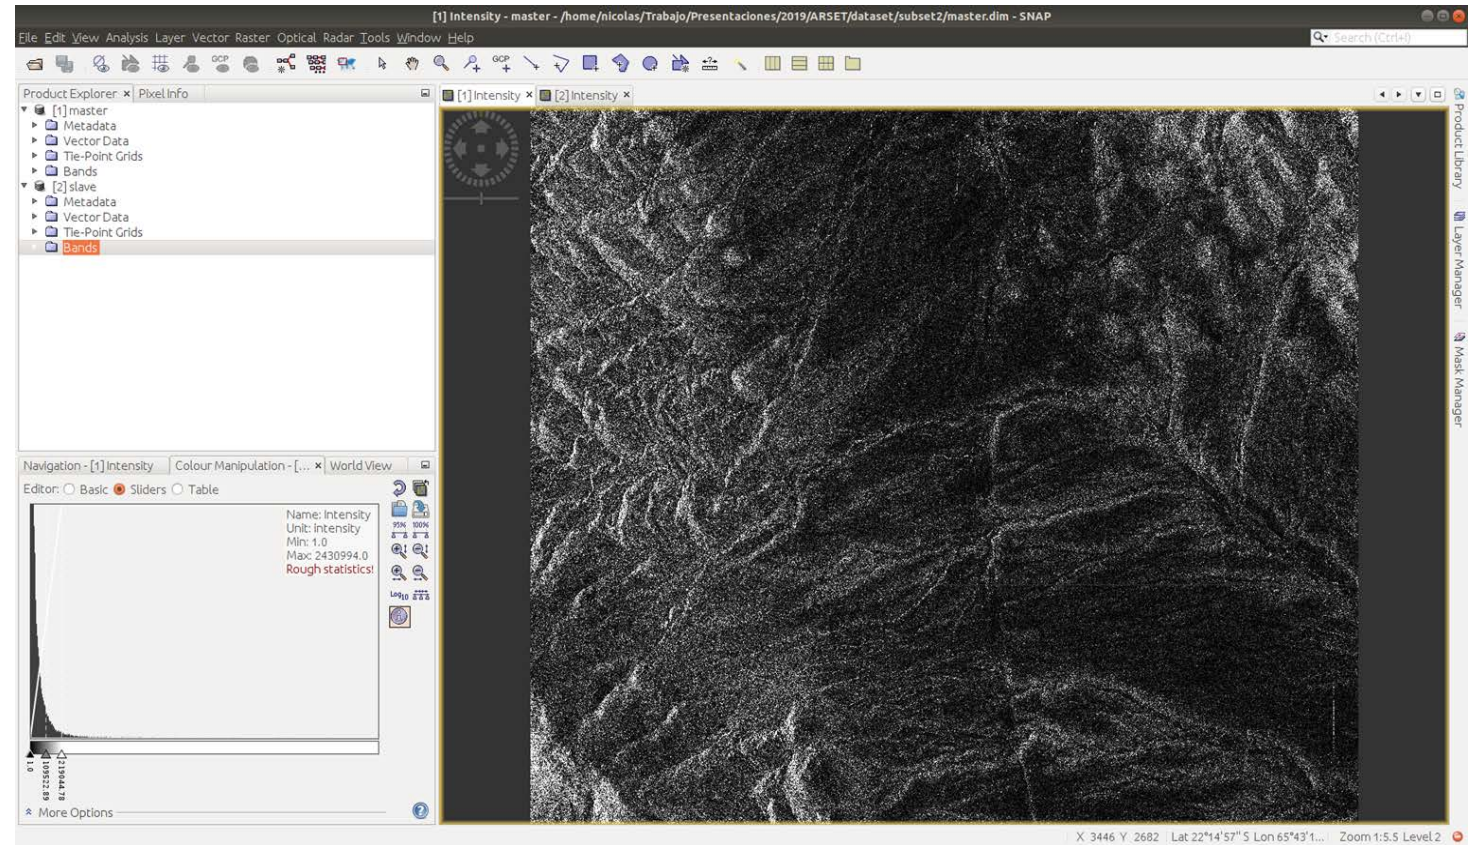 [1] Intensity - master - /home/nicolas/Trabajo/Presentaciones/2019/ARSET/dataset/subset2/master.dim - SNAP
File Edit View Analysis Layer Vector Raster Optical Radar Tools Window Help
Search (Ctrl+I)
GCP
GCP
Product Explorer × Pixel Info
[1] Intensity × [2] Intensity ×
[1] master
Metadata
Vector Data
Tie-Point Grids
Bands
[2] slave
Metadata
Vector Data
Tie-Point Grids
Bands
Product Library
Layer Manager
Mask Manager
Navigation - [1] Intensity Colour Manipulation - [... × World View
Editor: Basic Sliders Table
Name: Intensity
Unit: Intensity
Min: 1.0
Max: 2430994.0
Rough statistics!
95% 100%
Log10
1.0
109522.89
219044.78
More Options
X 3446 Y 2682 Lat 22°14'57" S Lon 65°43'1... Zoom 1:5.5 Level 2